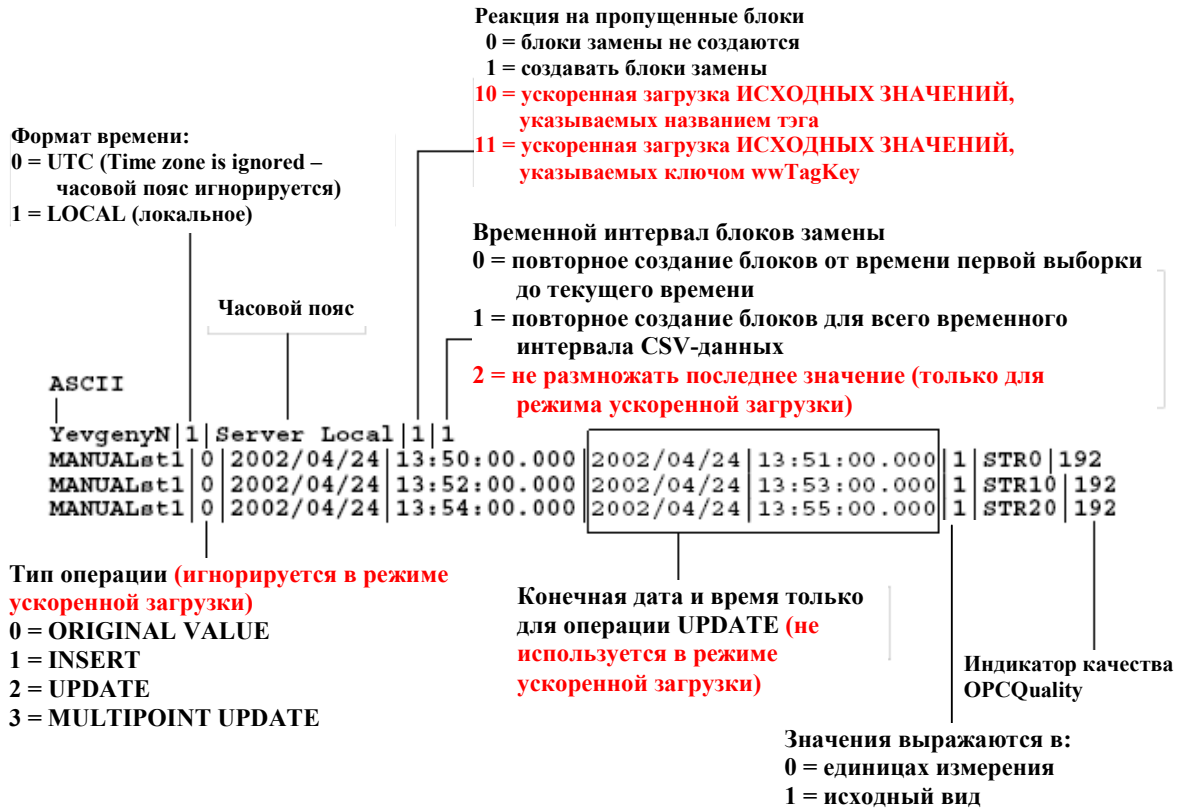 Реакция на пропущенные блоки
0 = блоки замены не создаются
1 = создавать блоки замены
10 = ускоренная загрузка ИСХОДНЫХ ЗНАЧЕНИЙ,
указываемых названием тэга
11 = ускоренная загрузка ИСХОДНЫХ ЗНАЧЕНИЙ,
указываемых ключом wwTagKey
Формат времени:
0 = UTC (Time zone is ignored –
часовой пояс игнорируется)
1 = LOCAL (локальное)
Временной интервал блоков замены
0 = повторное создание блоков от времени первой выборки
до текущего времени
1 = повторное создание блоков для всего временного
интервала CSV-данных
2 = не размножать последнее значение (только для
режима ускоренной загрузки)
Часовой пояс
ASCII
YevgenyN|1|Server Local|1|1
MANUALst1|0|2002/04/24|13:50:00.000|2002/04/24|13:51:00.000|1|STR0|192
MANUALst1|0|2002/04/24|13:52:00.000|2002/04/24|13:53:00.000|1|STR10|192
MANUALst1|0|2002/04/24|13:54:00.000|2002/04/24|13:55:00.000|1|STR20|192
Тип операции (игнорируется в режиме
ускоренной загрузки)
0 = ORIGINAL VALUE
1 = INSERT
2 = UPDATE
3 = MULTIPOINT UPDATE
Конечная дата и время только
для операции UPDATE (не
используется в режиме
ускоренной загрузки)
Индикатор качества
OPCQuality
Значения выражаются в:
0 = единицах измерения
1 = исходный вид